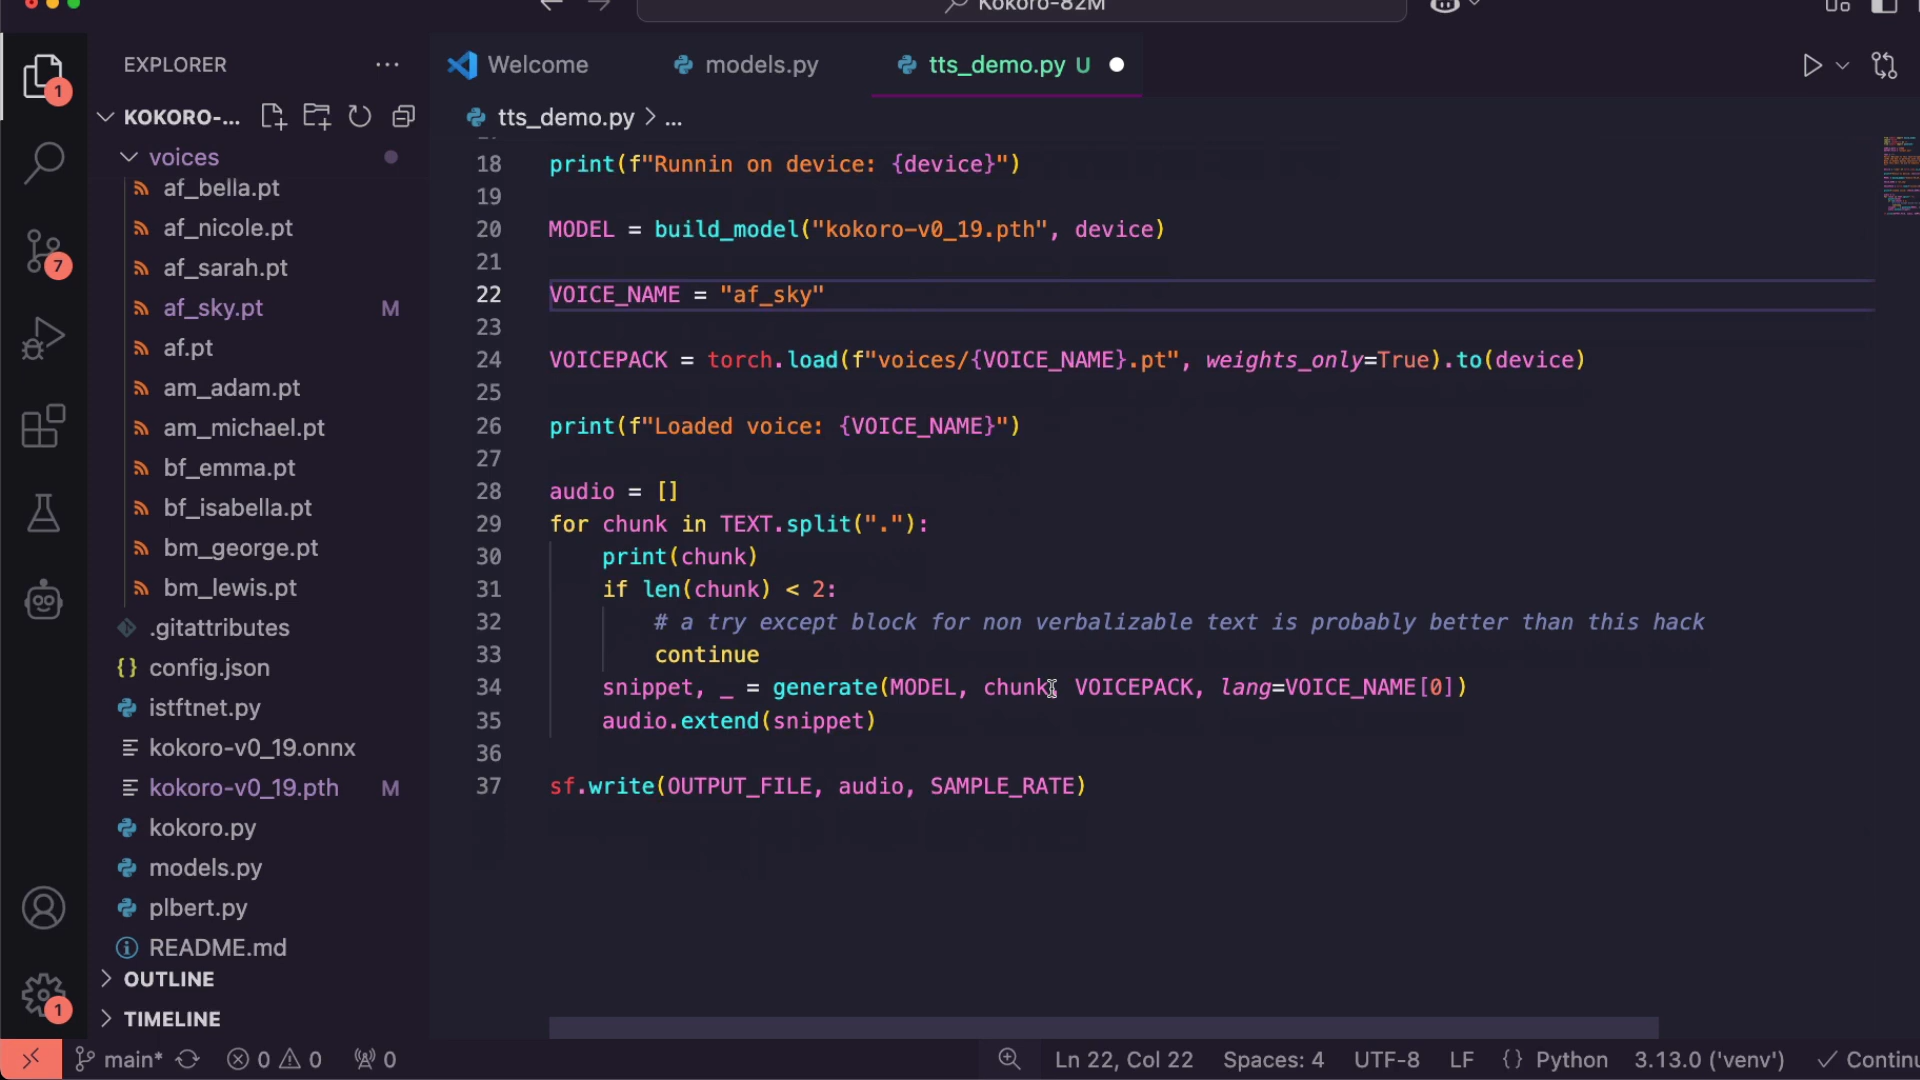 Kokoro-82M
EXPLORER
Welcome
models.py
tts_demo.py U
1
KOKORO-...
tts_demo.py > ...
voices
af_bella.pt
af_nicole.pt
af_sarah.pt
7
af_sky.pt M
af.pt
am_adam.pt
am_michael.pt
bf_emma.pt
bf_isabella.pt
bm_george.pt
bm_lewis.pt
.gitattributes
config.json
istftnet.py
kokoro-v0_19.onnx
kokoro-v0_19.pth M
kokoro.py
models.py
plbert.py
README.md
OUTLINE
1
TIMELINE
18 print(f"Runnin on device: {device}")
19
20 MODEL = build_model("kokoro-v0_19.pth", device)
21
22 VOICE_NAME = "af_sky"
23
24 VOICEPACK = torch.load(f"voices/{VOICE_NAME}.pt", weights_only=True).to(device)
25
26 print(f"Loaded voice: {VOICE_NAME}")
27
28 audio = []
29 for chunk in TEXT.split("."):
30 print(chunk)
31 if len(chunk) < 2:
32 # a try except block for non verbalizable text is probably better than this hack
33 continue
34 snippet, _ = generate(MODEL, chunk, VOICEPACK, lang=VOICE_NAME[0])
35 audio.extend(snippet)
36
37 sf.write(OUTPUT_FILE, audio, SAMPLE_RATE)
main* 0 0 0 Ln 22, Col 22 Spaces: 4 UTF-8 LF {} Python 3.13.0 ('venv') Continu